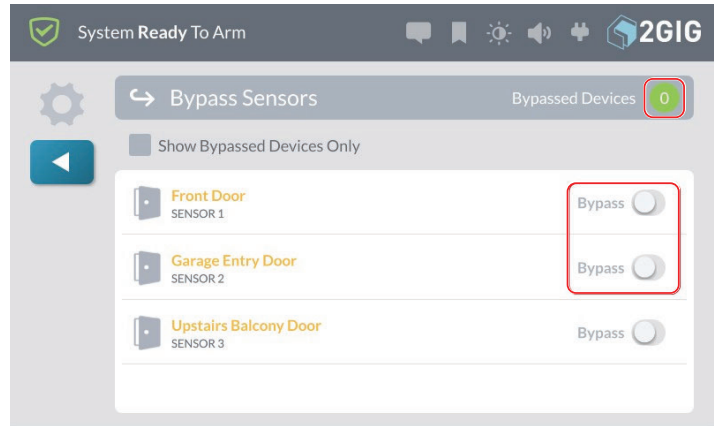 System Ready To Arm
2GIG
Bypass Sensors
Bypassed Devices 0
Show Bypassed Devices Only
Front Door
SENSOR 1
Bypass
Garage Entry Door
SENSOR 2
Bypass
Upstairs Balcony Door
SENSOR 3
Bypass